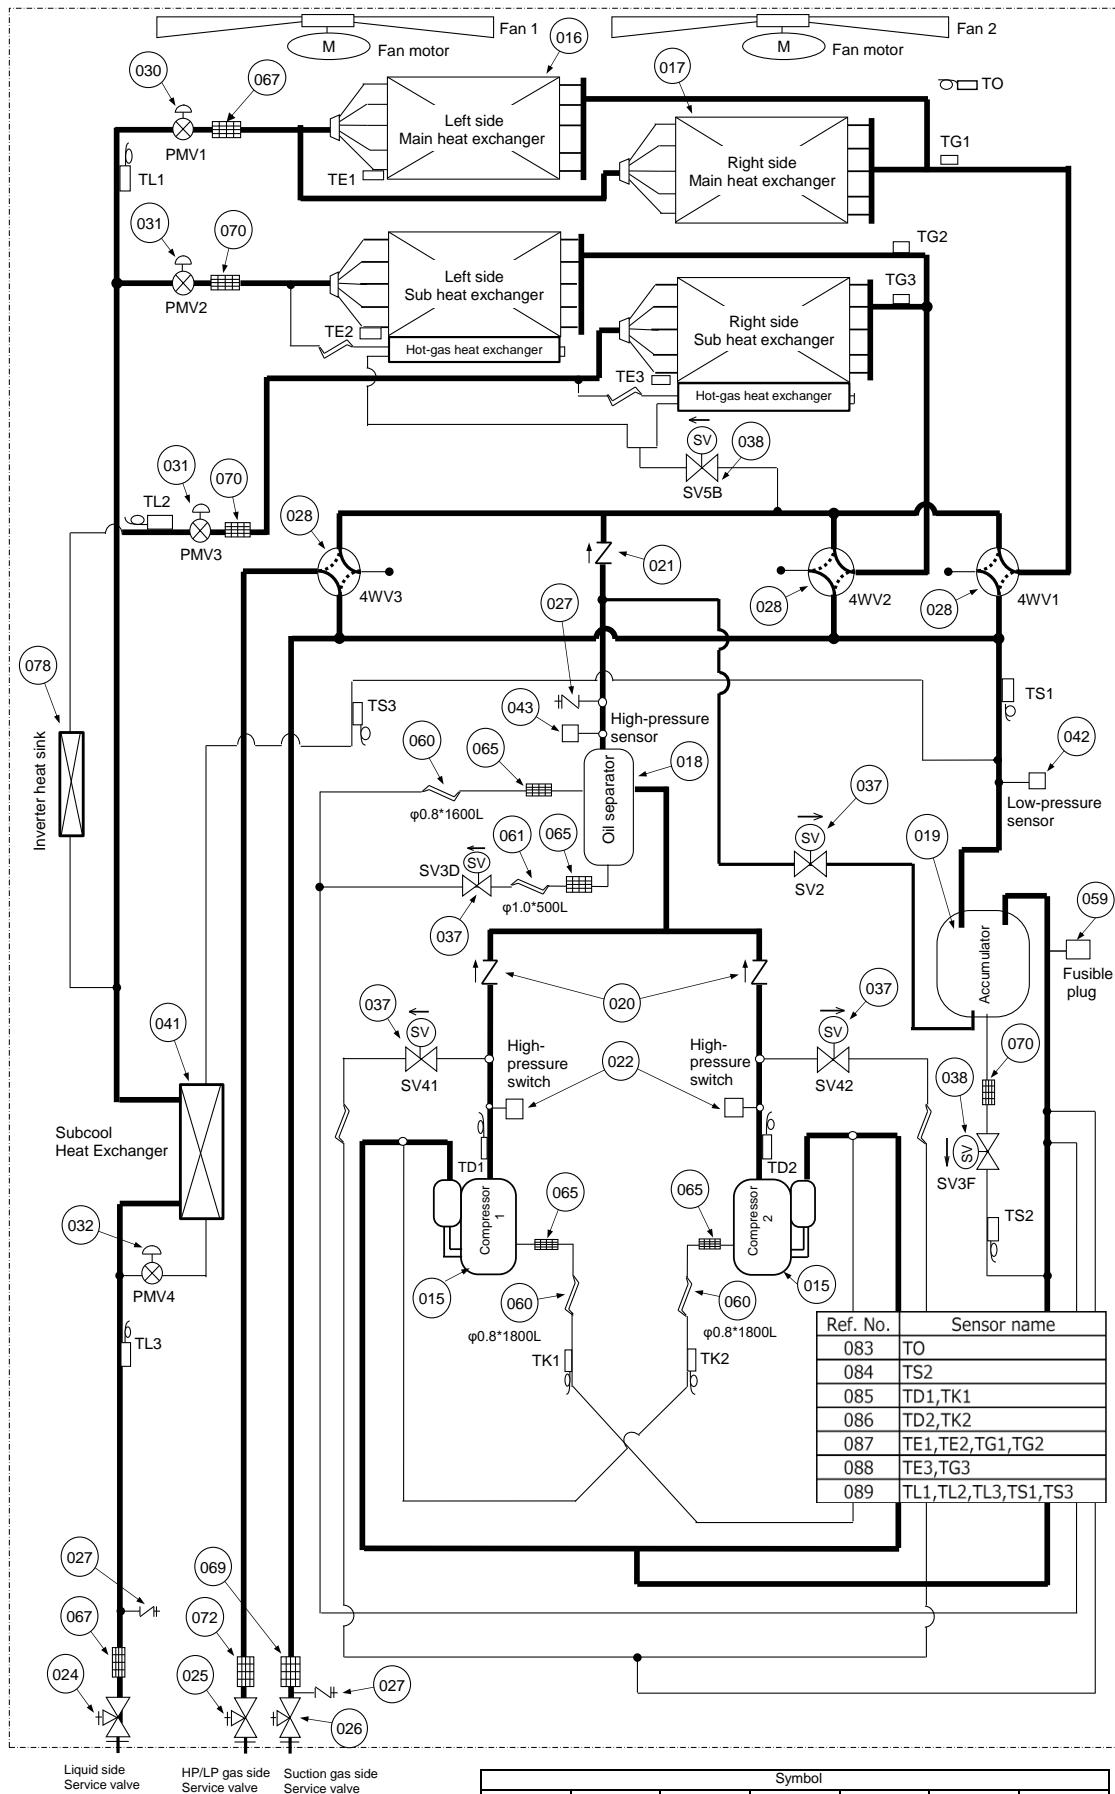 Fan 1
M
Fan motor
Fan 2
M
Fan motor
016
030
067
017
TO
PMV1
Left side
Main heat exchanger
Right side
Main heat exchanger
TG1
TL1
TE1
031
070
TG2
TG3
PMV2
Left side
Sub heat exchanger
Right side
Sub heat exchanger
TE2
Hot-gas heat exchanger
TE3
Hot-gas heat exchanger
SV
038
SV5B
031
070
TL2
PMV3
028
021
4WV3
028
4WV2
028
4WV1
027
078
TS3
043
High-pressure
sensor
TS1
042
Low-pressure
sensor
Inverter heat sink
060
065
018
Oil separator
φ0.8*1600L
037
061
065
SV
SV3D
φ1.0*500L
037
SV
SV2
019
059
Accumulator
Fusible
plug
020
037
SV
SV41
037
SV
SV42
041
High-
pressure
switch
022
High-
pressure
switch
070
038
SV
SV3F
Subcool
Heat Exchanger
TD1
TD2
Compressor
1
065
065
Compressor
2
TS2
032
PMV4
015
060
060
015
φ0.8*1800L
φ0.8*1800L
TL3
TK1
TK2
Ref. No. Sensor name
083 TO
084 TS2
085 TD1,TK1
086 TD2,TK2
087 TE1,TE2,TG1,TG2
088 TE3,TG3
089 TL1,TL2,TL3,TS1,TS3
027
069
067
072
024
025
027
026
Liquid side
Service valve
HP/LP gas side
Service valve
Suction gas side
Service valve
Symbol